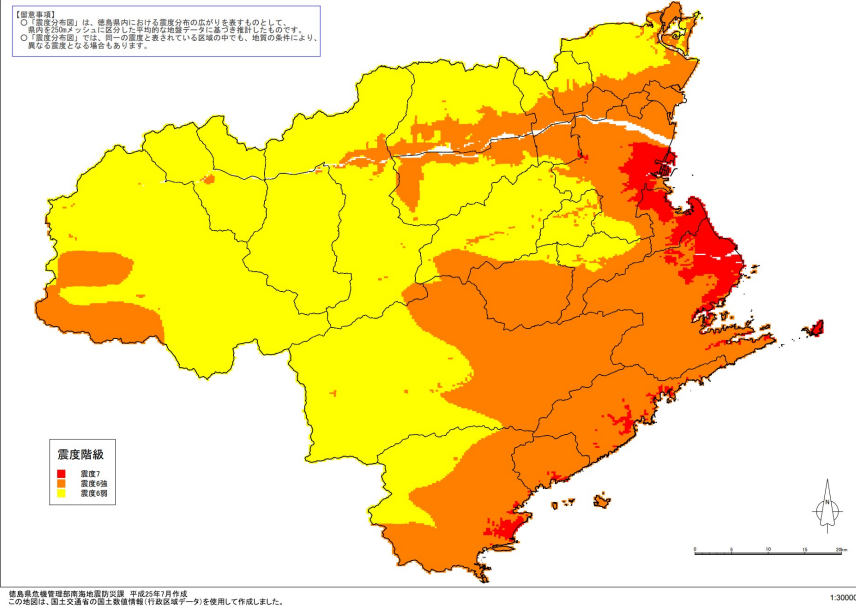 【留意事項】
○「震度分布図」は、徳島県内における震度分布の広がりを表すものとして、
県内を250mメッシュに区分した平均的な地盤データに基づき推計したものです。
○「震度分布図」では、同一の震度と表されている区域の中でも、地質の条件により、
異なる震度となる場合もあります。
震度階級
震度7
震度6強
震度6弱
N
0 5 10 15 20km
徳島県危機管理部南海地震防災課 平成25年7月作成
この地図は、国土交通省の国土数値情報(行政区域データ)を使用して作成しました。
1:30000